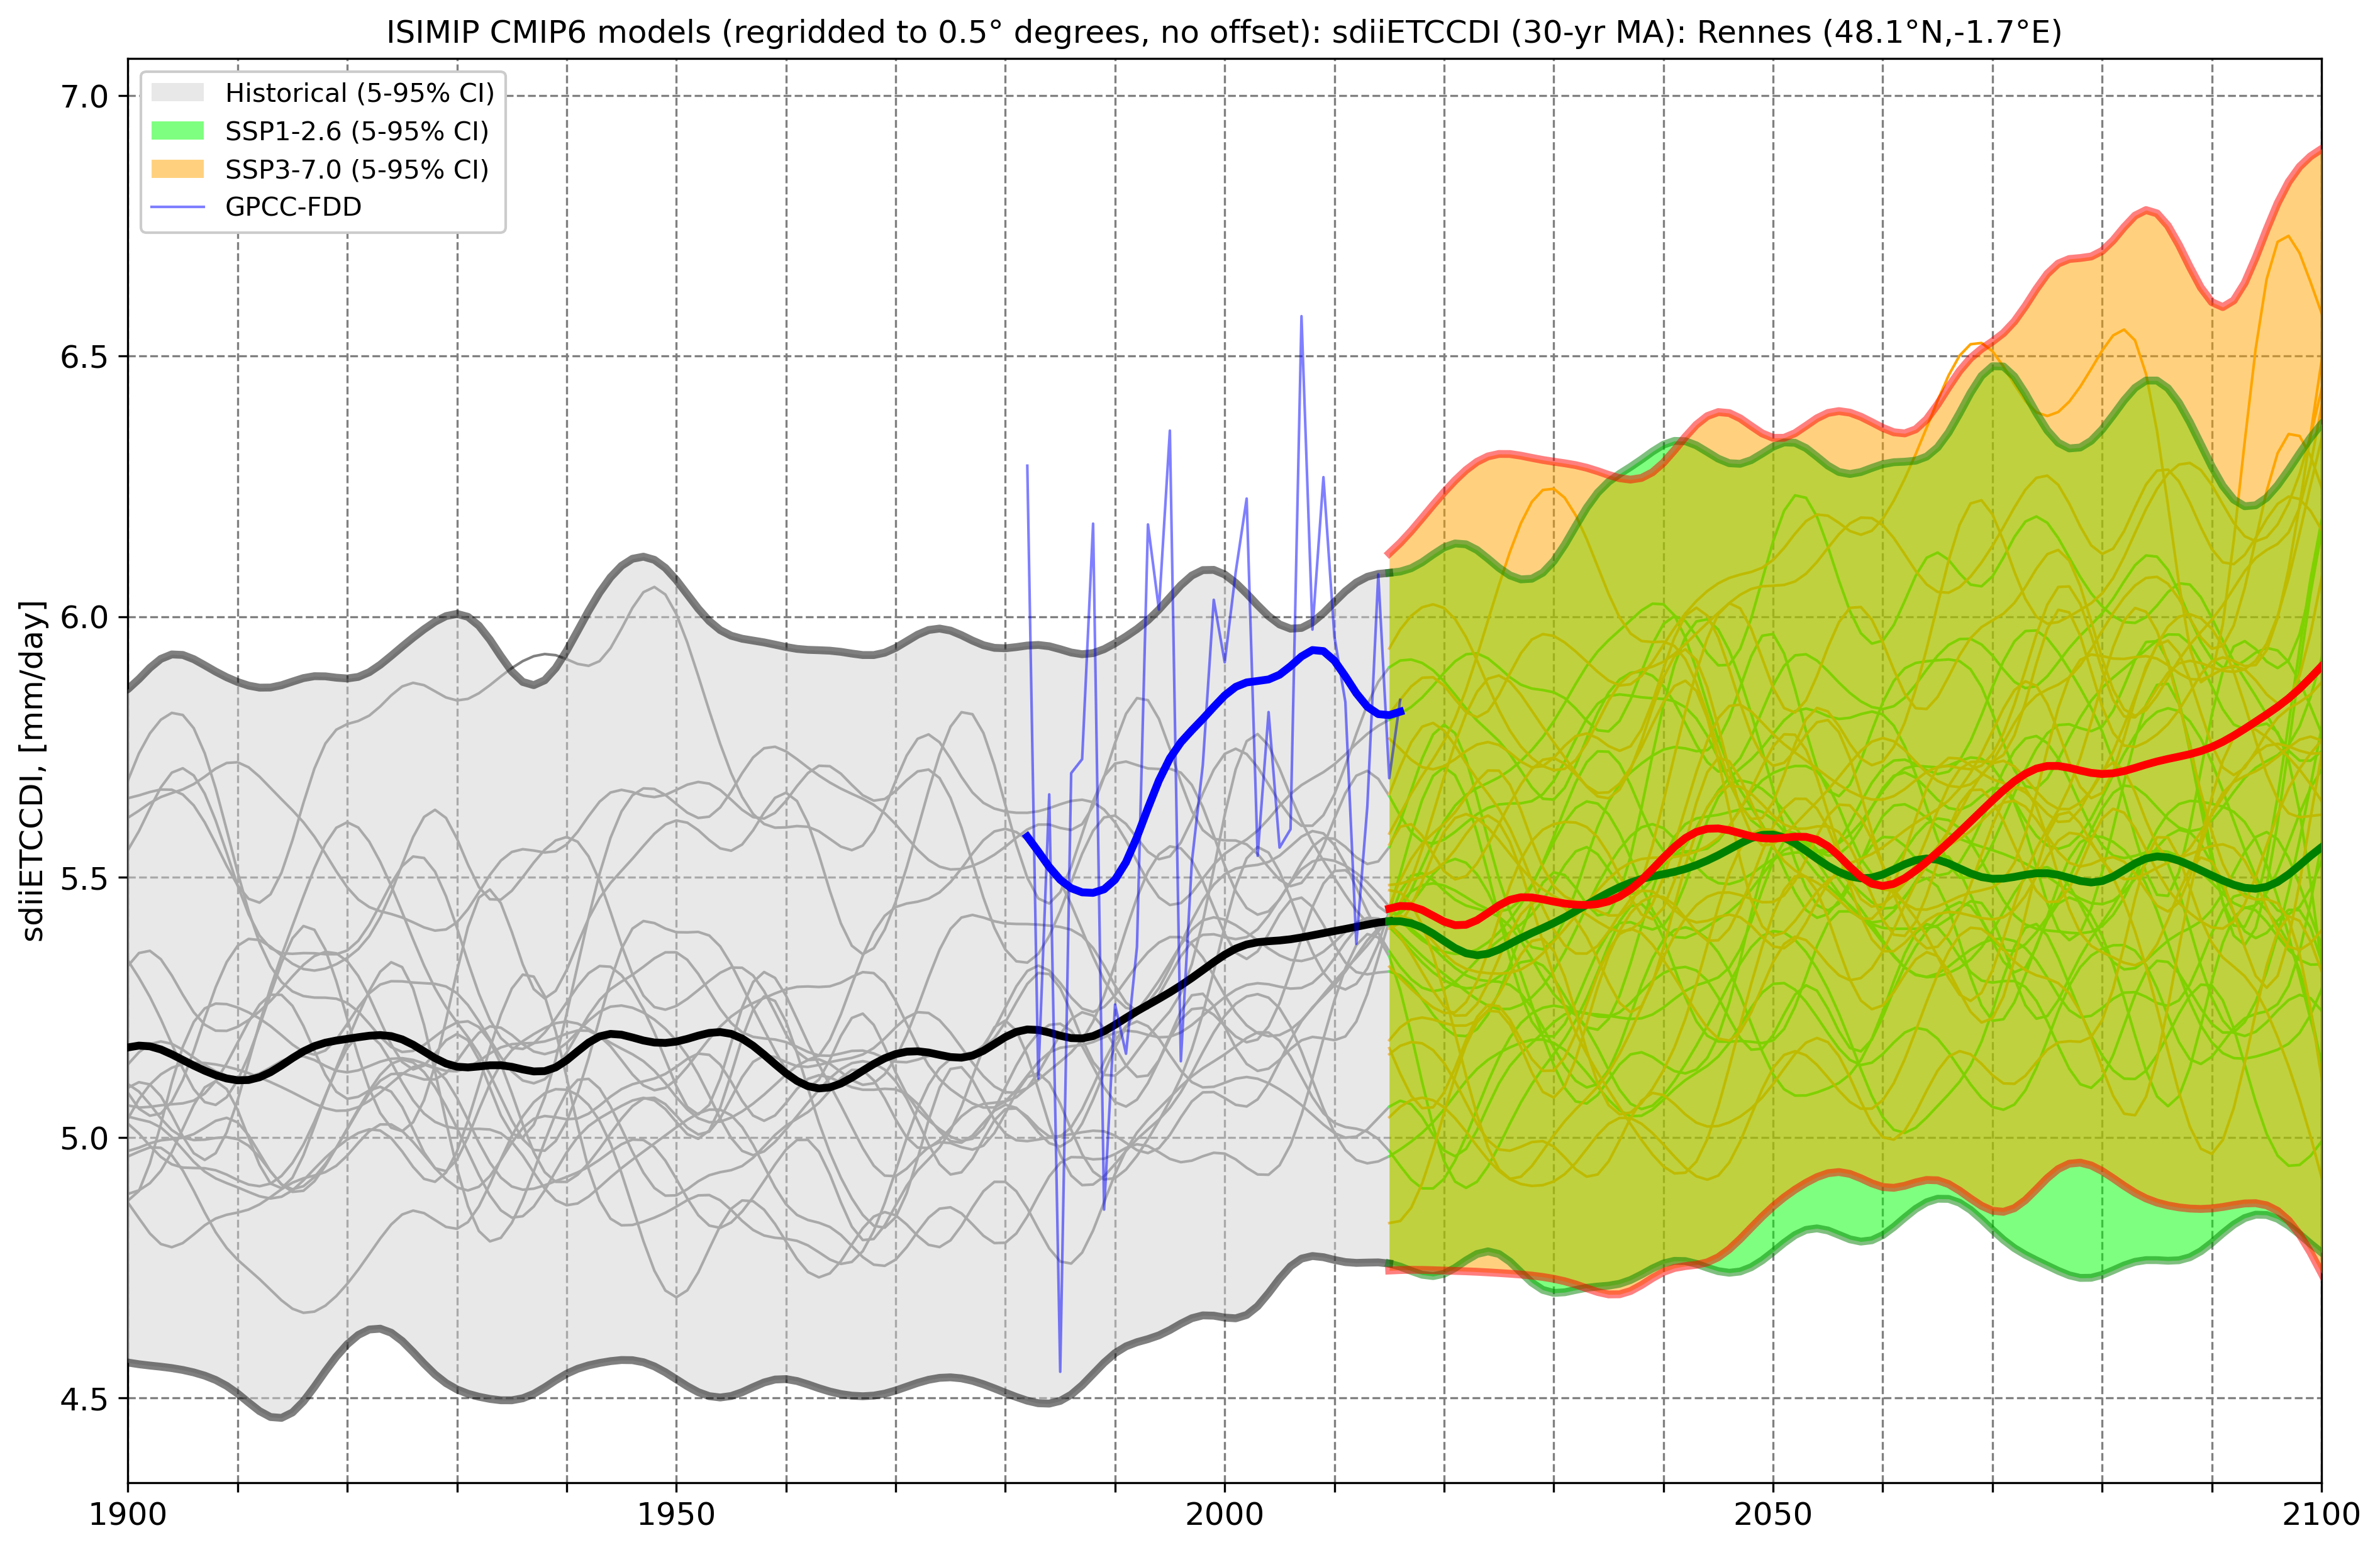 ISIMIP CMIP6 models (regridded to 0.5° degrees, no offset): sdiiETCCDI (30-yr MA): Rennes (48.1°N,-1.7°E)
Historical (5-95% CI)
SSP1-2.6 (5-95% CI)
SSP3-7.0 (5-95% CI)
GPCC-FDD
sdiiETCCDI, [mm/day]
7.0
6.5
6.0
5.5
5.0
4.5
1900
1950
2000
2050
2100